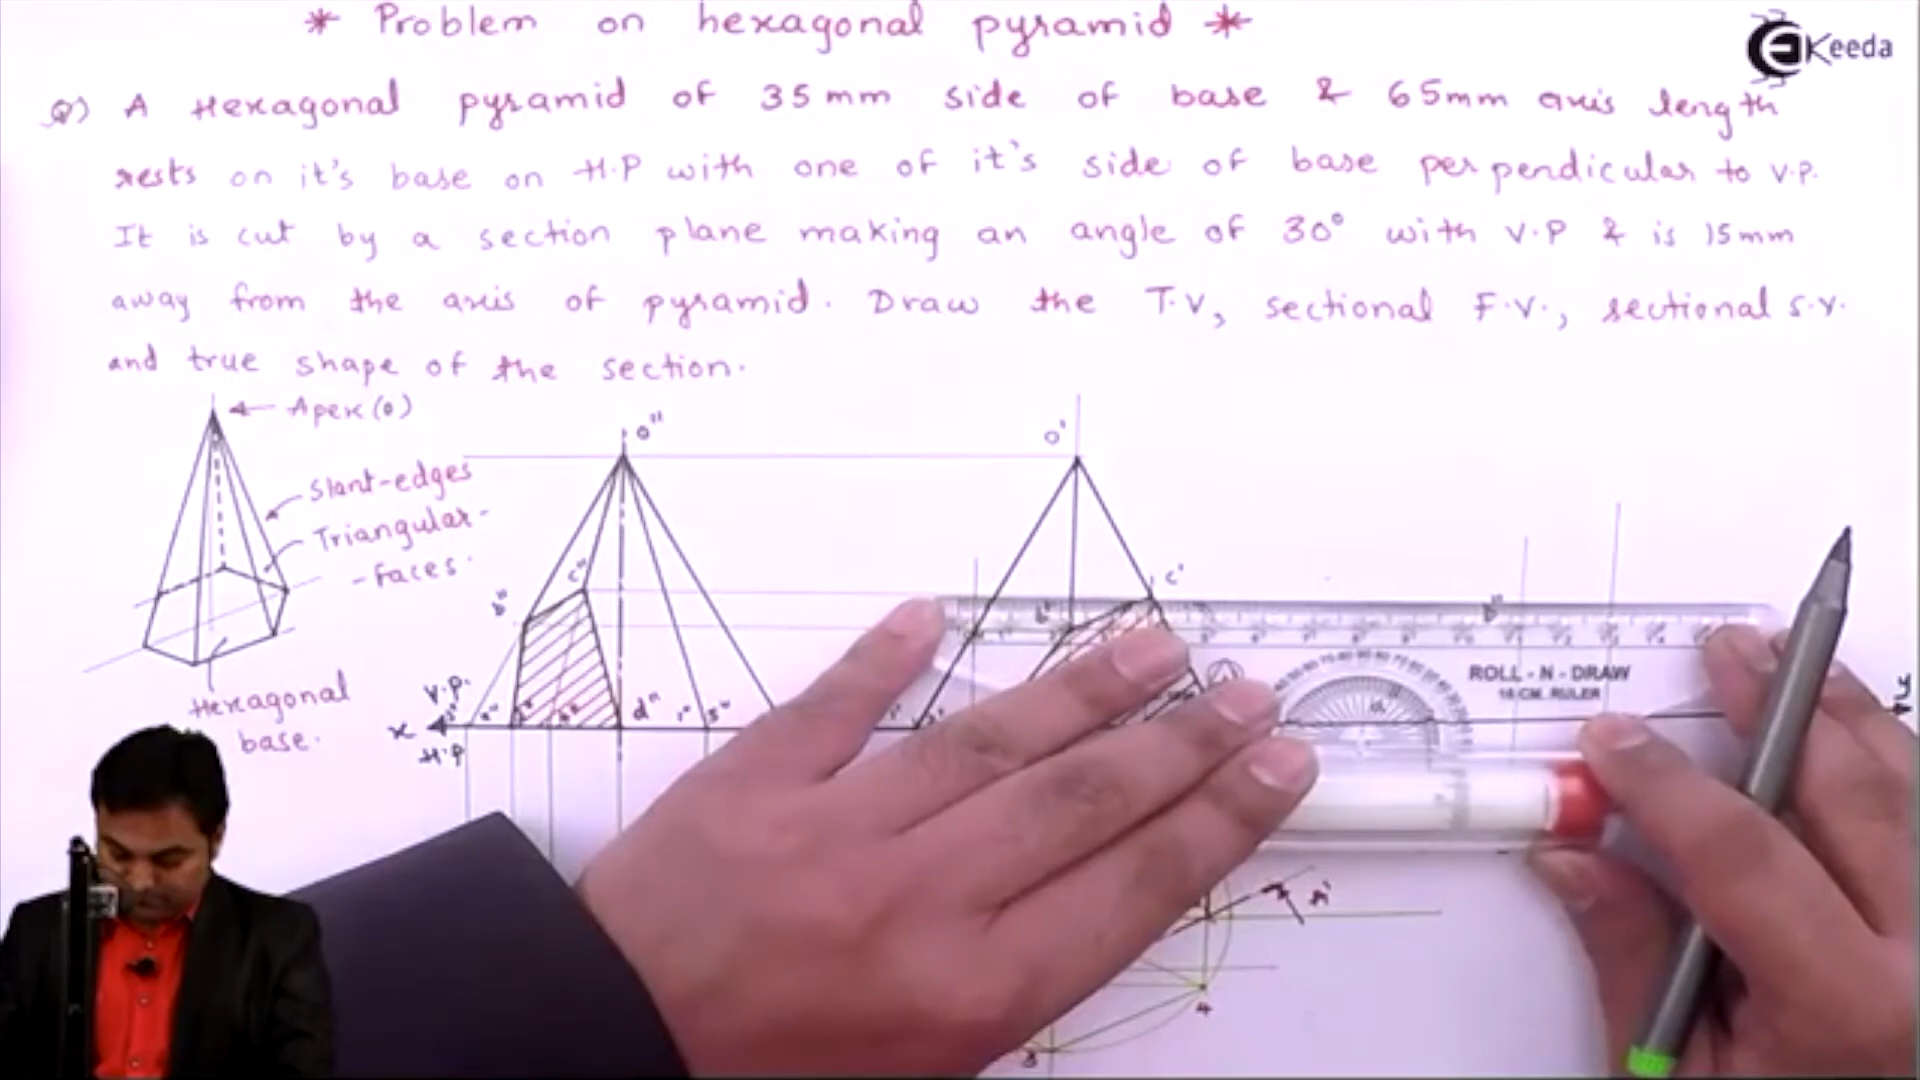 * Problem on hexagonal pyramid *
Keeda
Q) A Hexagonal pyramid of 35mm side of base & 65mm axis length
rests on it's base on H.P with one of it's side of base perpendicular to V.P.
It is cut by a section plane making an angle of 30° with V.P & is 15mm
away from the axis of pyramid. Draw the T.V, sectional F.V., sectional S.V.
and true shape of the section.
Apex (o)
Slant-edges
Triangular-
-faces.
Hexagonal
base.
o"
o'
c"
c'
b"
b'
d"
1"
V.P.
X
H.P
Y
ROLL - N - DRAW
4
3